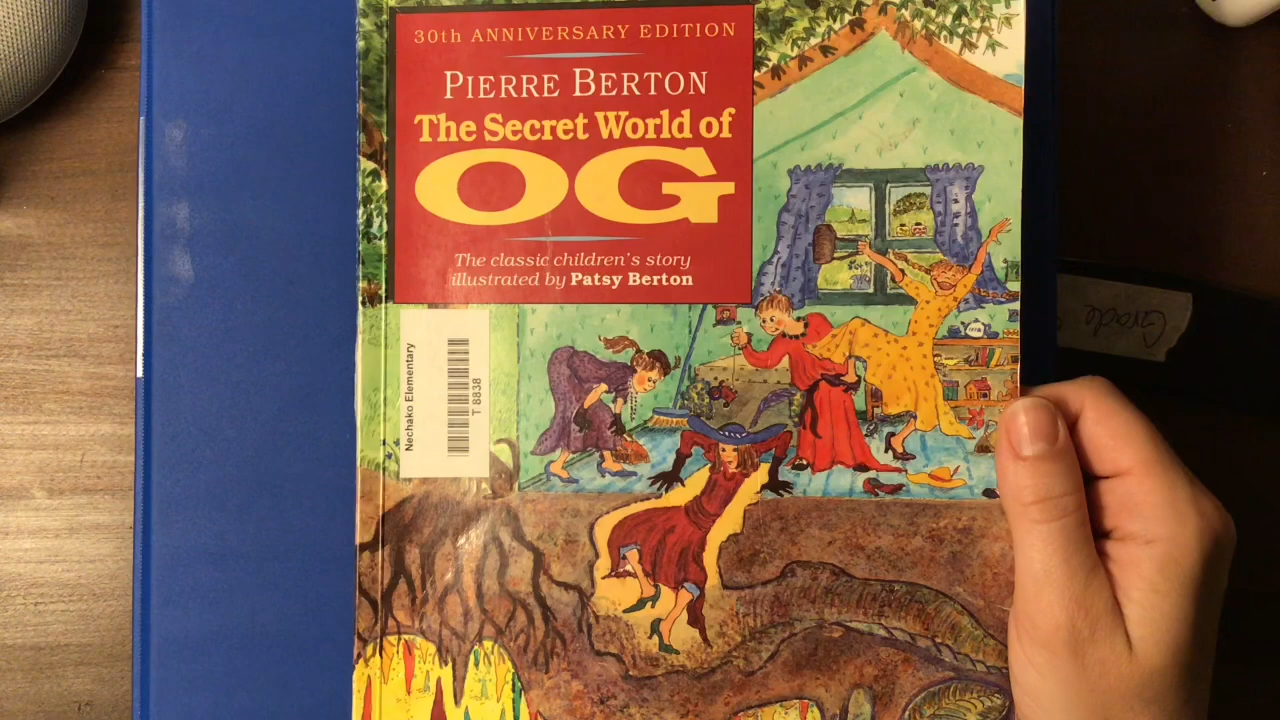 30th ANNIVERSARY EDITION
PIERRE BERTON
The Secret World of
OG
The classic children's story
illustrated by Patsy Berton
Nechako Elementary
T 8838
Grade